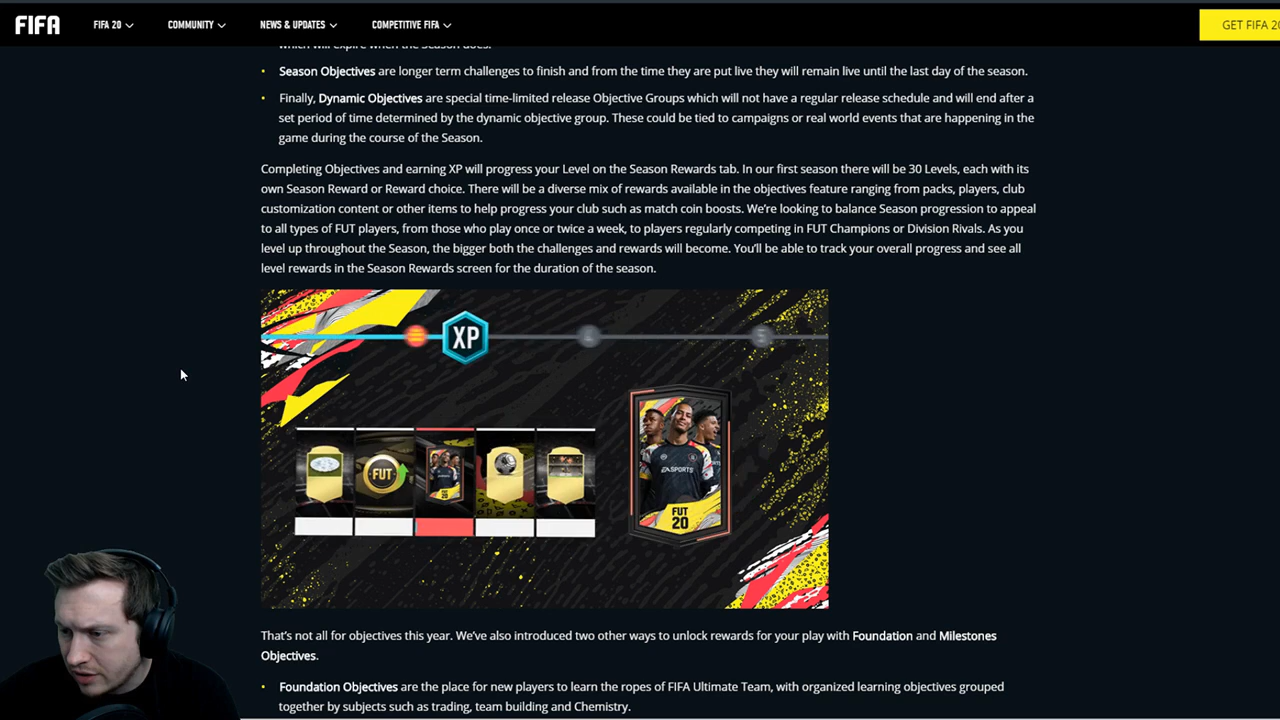 FIFA
FIFA 20
COMMUNITY
NEWS & UPDATES
COMPETITIVE FIFA
GET FIFA 20
which will expire when the Season does.
• Season Objectives are longer term challenges to finish and from the time they are put live they will remain live until the last day of the season.
• Finally, Dynamic Objectives are special time-limited release Objective Groups which will not have a regular release schedule and will end after a
set period of time determined by the dynamic objective group. These could be tied to campaigns or real world events that are happening in the
game during the course of the Season.
Completing Objectives and earning XP will progress your Level on the Season Rewards tab. In our first season there will be 30 Levels, each with its
own Season Reward or Reward choice. There will be a diverse mix of rewards available in the objectives feature ranging from packs, players, club
customization content or other items to help progress your club such as match coin boosts. We're looking to balance Season progression to appeal
to all types of FUT players, from those who play once or twice a week, to players regularly competing in FUT Champions or Division Rivals. As you
level up throughout the Season, the bigger both the challenges and rewards will become. You'll be able to track your overall progress and see all
level rewards in the Season Rewards screen for the duration of the season.
XP
FUT
EA SPORTS
FUT
20
That's not all for objectives this year. We've also introduced two other ways to unlock rewards for your play with Foundation and Milestones
Objectives.
• Foundation Objectives are the place for new players to learn the ropes of FIFA Ultimate Team, with organized learning objectives grouped
together by subjects such as trading, team building and Chemistry.